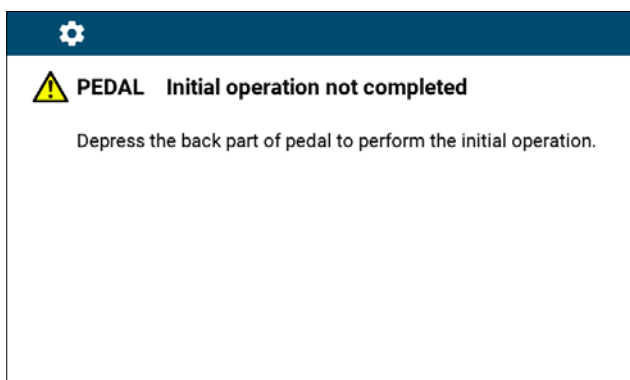 PEDAL Initial operation not completed
Depress the back part of pedal to perform the initial operation.